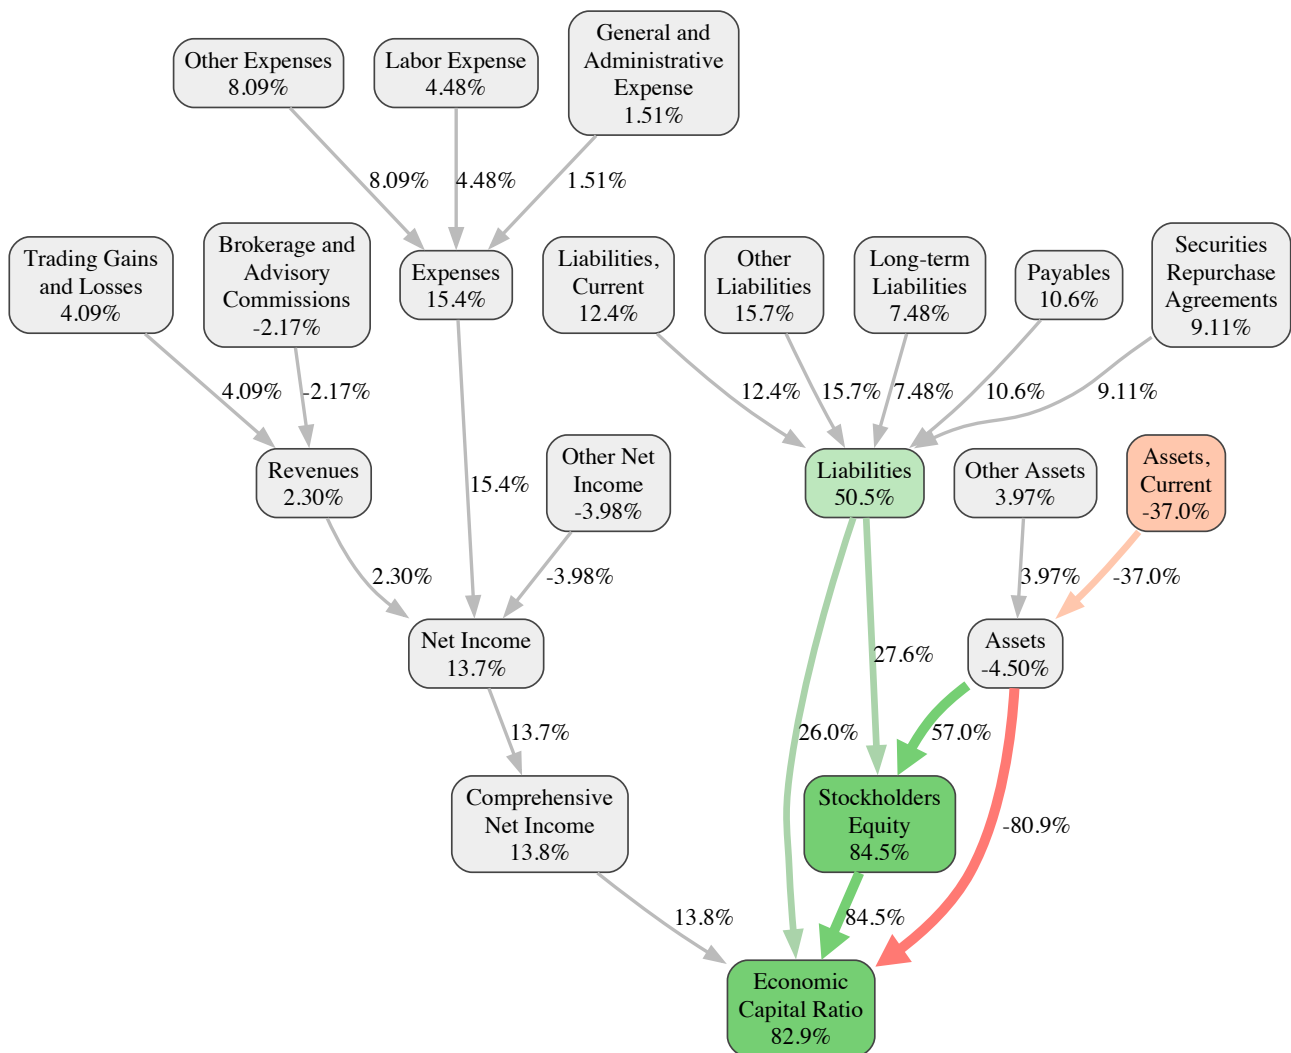 General and
Administrative
Expense
1.51%
Other Expenses
8.09%
Labor Expense
4.48%
8.09%
4.48%
1.51%
Trading Gains
and Losses
4.09%
Brokerage and
Advisory
Commissions
-2.17%
Expenses
15.4%
Liabilities,
Current
12.4%
Other
Liabilities
15.7%
Long-term
Liabilities
7.48%
Payables
10.6%
Securities
Repurchase
Agreements
9.11%
4.09%
-2.17%
12.4%
15.7%
7.48%
10.6%
9.11%
Revenues
2.30%
15.4%
Other Net
Income
-3.98%
Liabilities
50.5%
Other Assets
3.97%
Assets,
Current
-37.0%
2.30%
-3.98%
3.97%
-37.0%
Net Income
13.7%
27.6%
Assets
-4.50%
13.7%
26.0%
57.0%
Comprehensive
Net Income
13.8%
Stockholders
Equity
84.5%
-80.9%
13.8%
84.5%
Economic
Capital Ratio
82.9%